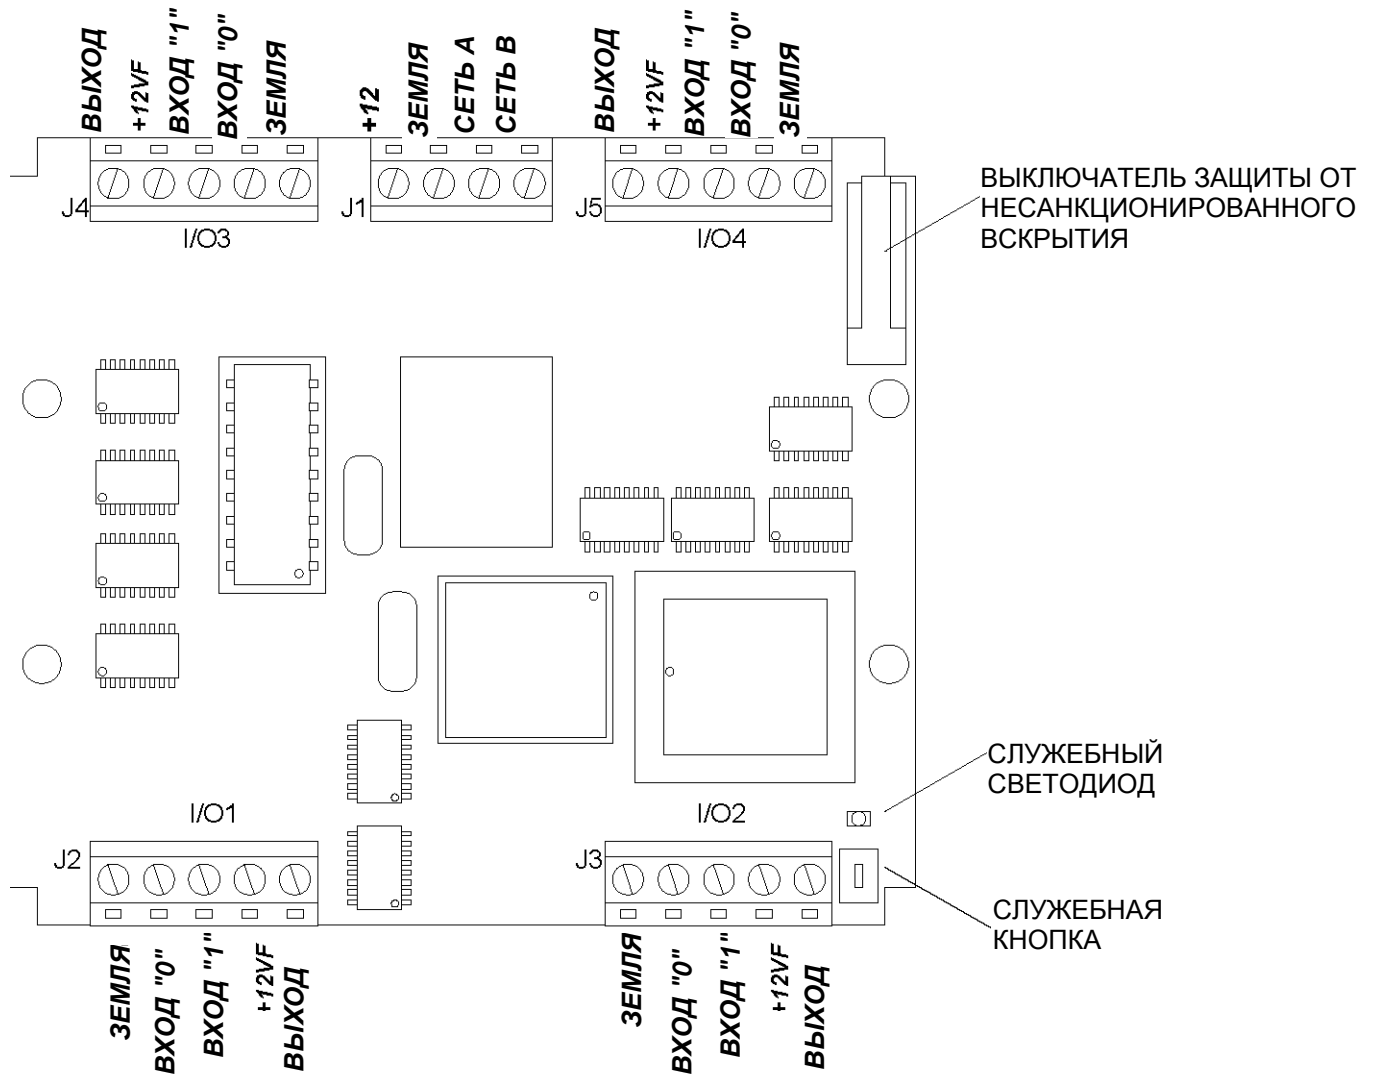 ВЫХОД
+12VF
ВХОД "1"
ВХОД "0"
ЗЕМЛЯ
+12
ЗЕМЛЯ
СЕТЬ A
СЕТЬ B
ВЫХОД
+12VF
ВХОД "1"
ВХОД "0"
ЗЕМЛЯ
J4
J1
J5
I/O3
I/O4
ВЫКЛЮЧАТЕЛЬ ЗАЩИТЫ ОТ
НЕСАНКЦИОНИРОВАННОГО
ВСКРЫТИЯ
СЛУЖЕБНЫЙ
СВЕТОДИОД
I/O1
I/O2
J2
J3
СЛУЖЕБНАЯ
КНОПКА
ЗЕМЛЯ
ВХОД "0"
ВХОД "1"
+12VF
ВЫХОД
ЗЕМЛЯ
ВХОД "0"
ВХОД "1"
+12VF
ВЫХОД